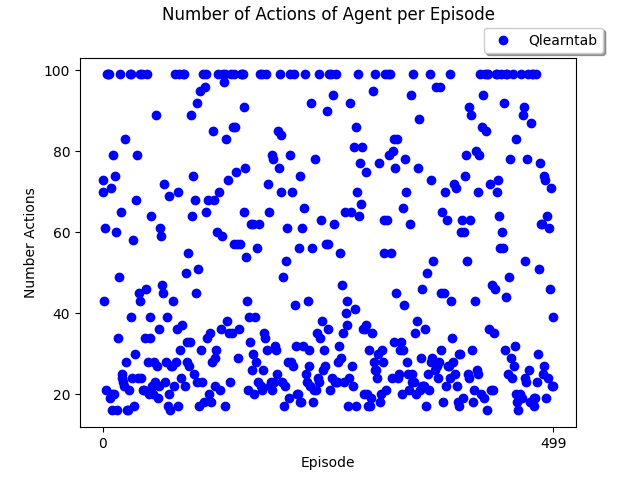 Number of Actions of Agent per Episode
Qlearntab
100
80
60
40
20
Number Actions
0
499
Episode